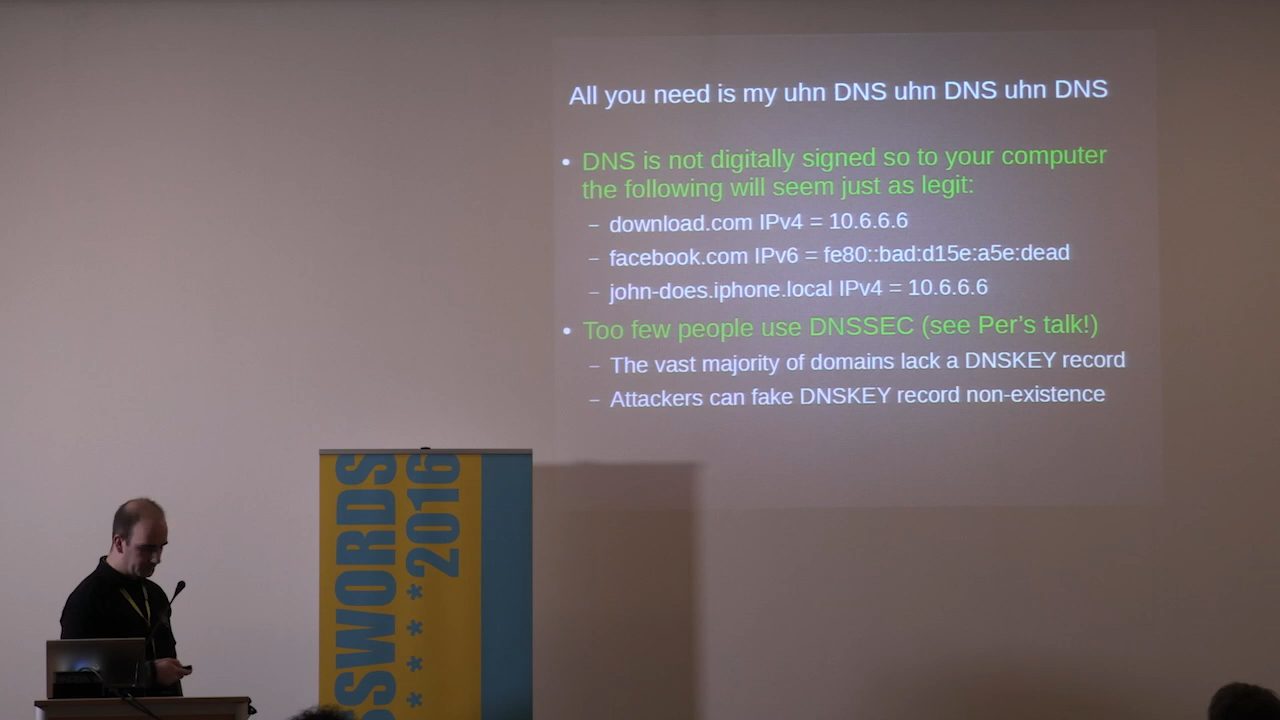 All you need is my uhn DNS uhn DNS uhn DNS
• DNS is not digitally signed so to your computer
the following will seem just as legit:
– download.com IPv4 = 10.6.6.6
– facebook.com IPv6 = fe80::bad:d15e:a5e:dead
– john-does.iphone.local IPv4 = 10.6.6.6
• Too few people use DNSSEC (see Per's talk!)
– The vast majority of domains lack a DNSKEY record
– Attackers can fake DNSKEY record non-existence
SSWORDS
* * * *2016